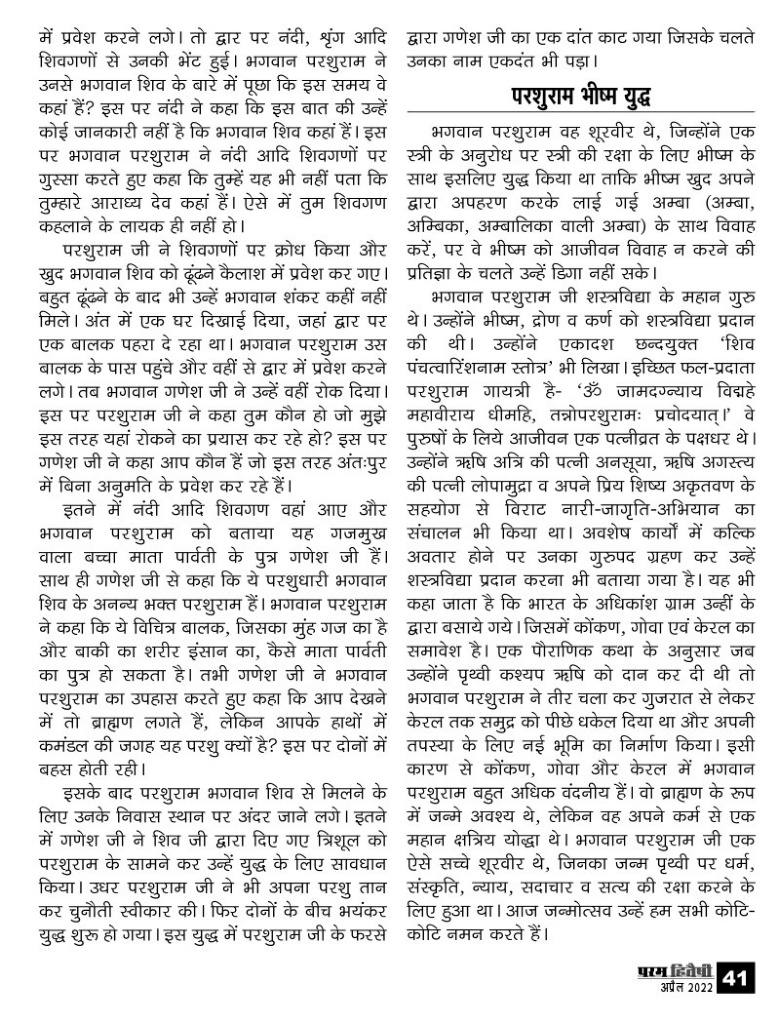 में प्रवेश करने लगे। तो द्वार पर नंदी, श्रृंग आदि
शिवगणों से उनकी भेंट हुई। भगवान परशुराम ने
उनसे भगवान शिव के बारे में पूछा कि इस समय वे
कहां हैं? इस पर नंदी ने कहा कि इस बात की उन्हें
कोई जानकारी नहीं है कि भगवान शिव कहां हैं। इस
पर भगवान परशुराम ने नंदी आदि शिवगणों पर
गुस्सा करते हुए कहा कि तुम्हें यह भी नहीं पता कि
तुम्हारे आराध्य देव कहां हैं। ऐसे में तुम शिवगण
कहलाने के लायक ही नहीं हो।
परशुराम जी ने शिवगणों पर क्रोध किया और
खुद भगवान शिव को ढूंढने कैलाश में प्रवेश कर गए।
बहुत ढूंढने के बाद भी उन्हें भगवान शंकर कहीं नहीं
मिले। अंत में एक घर दिखाई दिया, जहां द्वार पर
एक बालक पहरा दे रहा था। भगवान परशुराम उस
बालक के पास पहुंचे और वहीं से द्वार में प्रवेश करने
लगे। तब भगवान गणेश जी ने उन्हें वहीं रोक दिया।
इस पर परशुराम जी ने कहा तुम कौन हो जो मुझे
इस तरह यहां रोकने का प्रयास कर रहे हो? इस पर
गणेश जी ने कहा आप कौन हैं जो इस तरह अंतःपुर
में बिना अनुमति के प्रवेश कर रहे हैं।
इतने में नंदी आदि शिवगण वहां आए और
भगवान परशुराम को बताया यह गजमुख
वाला बच्चा माता पार्वती के पुत्र गणेश जी हैं।
साथ ही गणेश जी से कहा कि ये परशुधारी भगवान
शिव के अनन्य भक्त परशुराम हैं। भगवान परशुराम
ने कहा कि ये विचित्र बालक, जिसका मुंह गज का है
और बाकी का शरीर इंसान का, कैसे माता पार्वती
का पुत्र हो सकता है। तभी गणेश जी ने भगवान
परशुराम का उपहास करते हुए कहा कि आप देखने
में तो ब्राह्मण लगते हैं, लेकिन आपके हाथों में
कमंडल की जगह यह परशु क्यों है? इस पर दोनों में
बहस होती रही।
इसके बाद परशुराम भगवान शिव से मिलने के
लिए उनके निवास स्थान पर अंदर जाने लगे। इतने
में गणेश जी ने शिव जी द्वारा दिए गए त्रिशूल को
परशुराम के सामने कर उन्हें युद्ध के लिए सावधान
किया। उधर परशुराम जी ने भी अपना परशु तान
कर चुनौती स्वीकार की। फिर दोनों के बीच भयंकर
युद्ध शुरू हो गया। इस युद्ध में परशुराम जी के फरसे
द्वारा गणेश जी का एक दांत काट गया जिसके चलते
उनका नाम एकदंत भी पड़ा।
परशुराम भीष्म युद्ध
भगवान परशुराम वह शूरवीर थे, जिन्होंने एक
स्त्री के अनुरोध पर स्त्री की रक्षा के लिए भीष्म के
साथ इसलिए युद्ध किया था ताकि भीष्म खुद अपने
द्वारा अपहरण करके लाई गई अम्बा (अम्बा,
अम्बिका, अम्बालिका वाली अम्बा) के साथ विवाह
करें, पर वे भीष्म को आजीवन विवाह न करने की
प्रतिज्ञा के चलते उन्हें डिगा नहीं सके।
भगवान परशुराम जी शस्त्रविद्या के महान गुरु
थे। उन्होंने भीष्म, द्रोण व कर्ण को शस्त्रविद्या प्रदान
की थी। उन्होंने एकादश छन्दयुक्त ‘शिव
पंचत्वारिंशनाम स्तोत्र’ भी लिखा। इच्छित फल-प्रदाता
परशुराम गायत्री है- ‘ॐ जामदग्न्याय विद्महे
महावीराय धीमहि, तन्नोपरशुरामः प्रचोदयात्।’ वे
पुरुषों के लिये आजीवन एक पत्नीव्रत के पक्षधर थे।
उन्होंने ऋषि अत्रि की पत्नी अनसूया, ऋषि अगस्त्य
की पत्नी लोपामुद्रा व अपने प्रिय शिष्य अकृतवण के
सहयोग से विराट नारी-जागृति-अभियान का
संचालन भी किया था। अवशेष कार्यों में कल्कि
अवतार होने पर उनका गुरुपद ग्रहण कर उन्हें
शस्त्रविद्या प्रदान करना भी बताया गया है। यह भी
कहा जाता है कि भारत के अधिकांश ग्राम उन्हीं के
द्वारा बसाये गये। जिसमें कोंकण, गोवा एवं केरल का
समावेश है। एक पौराणिक कथा के अनुसार जब
उन्होंने पृथ्वी कश्यप ऋषि को दान कर दी थी तो
भगवान परशुराम ने तीर चला कर गुजरात से लेकर
केरल तक समुद्र को पीछे धकेल दिया था और अपनी
तपस्या के लिए नई भूमि का निर्माण किया। इसी
कारण से कोंकण, गोवा और केरल में भगवान
परशुराम बहुत अधिक वंदनीय हैं। वो ब्राह्मण के रूप
में जन्मे अवश्य थे, लेकिन वह अपने कर्म से एक
महान क्षत्रिय योद्धा थे। भगवान परशुराम जी एक
ऐसे सच्चे शूरवीर थे, जिनका जन्म पृथ्वी पर धर्म,
संस्कृति, न्याय, सदाचार व सत्य की रक्षा करने के
लिए हुआ था। आज जन्मोत्सव उन्हें हम सभी कोटि-
कोटि नमन करते हैं।
परम हितैषी
अप्रैल 2022 41